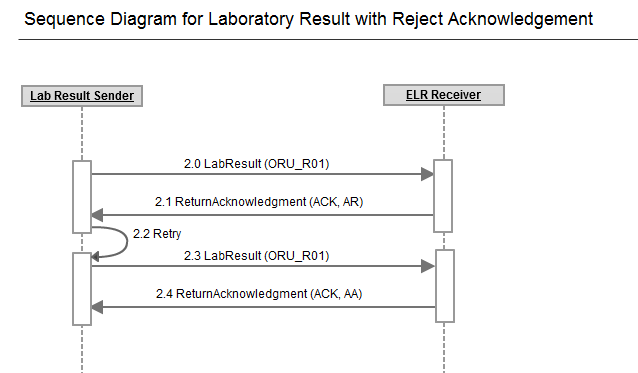 Sequence Diagram for Laboratory Result with Reject Acknowledgement
Lab Result Sender
ELR Receiver
2.0 LabResult (ORU_R01)
2.1 ReturnAcknowledgment (ACK, AR)
2.2 Retry
2.3 LabResult (ORU_R01)
2.4 ReturnAcknowledgment (ACK, AA)